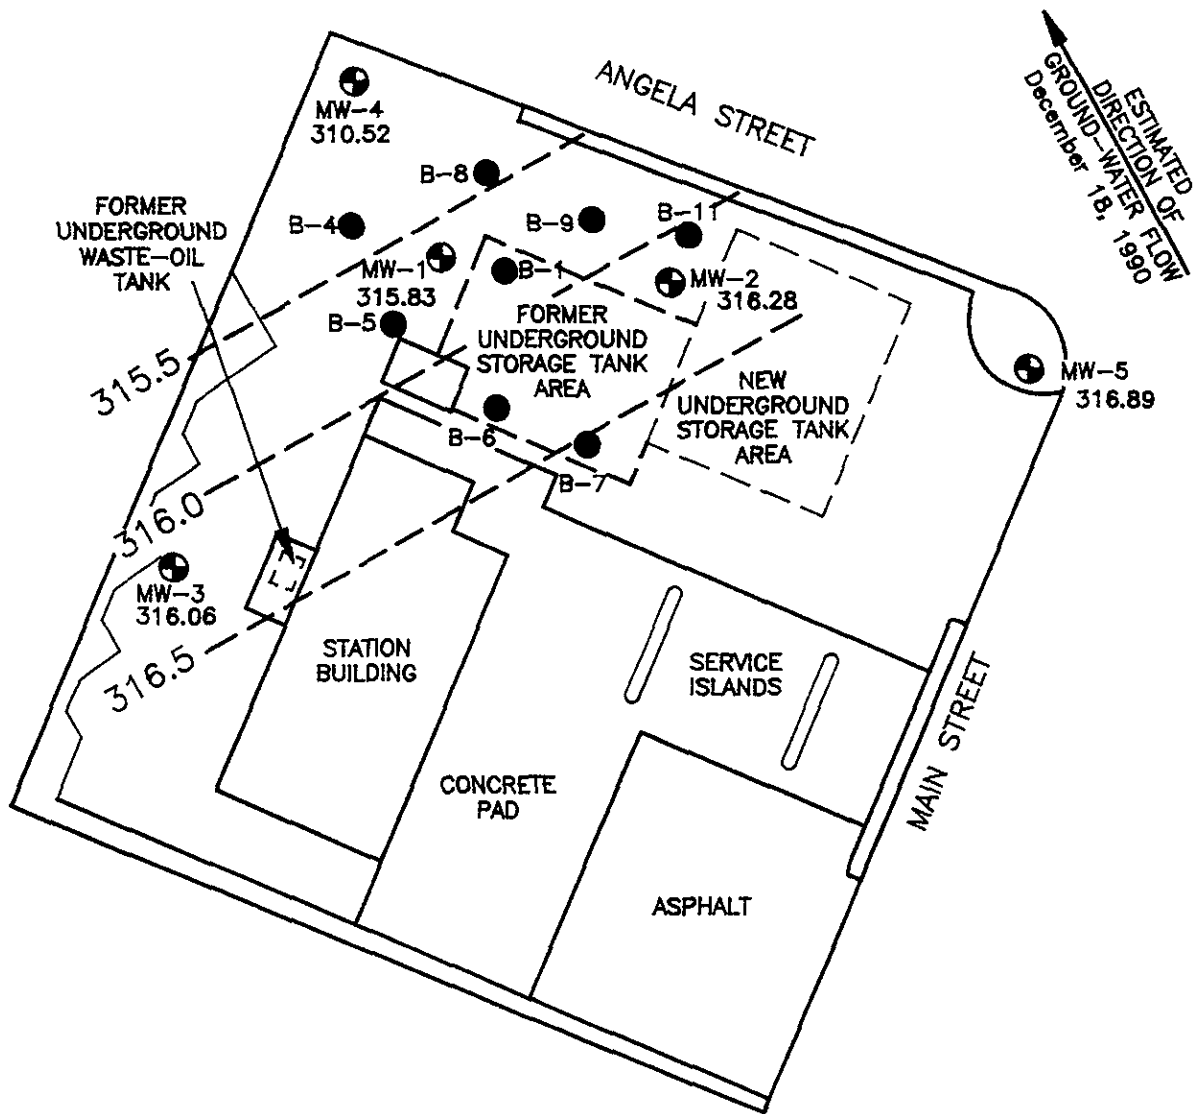 ANGELA STREET
ESTIMATED
DIRECTION OF
GROUND-WATER FLOW
December 18, 1990
MW-4
310.52
B-8
FORMER
UNDERGROUND
WASTE-OIL
TANK
B-4
B-9
B-11
MW-1
315.83
B-1
MW-2
316.28
B-5
FORMER
UNDERGROUND
STORAGE TANK
AREA
315.5
NEW
UNDERGROUND
STORAGE TANK
AREA
MW-5
316.89
B-6
B-7
316.0
MW-3
316.06
316.5
STATION
BUILDING
SERVICE
ISLANDS
CONCRETE
PAD
MAIN STREET
ASPHALT